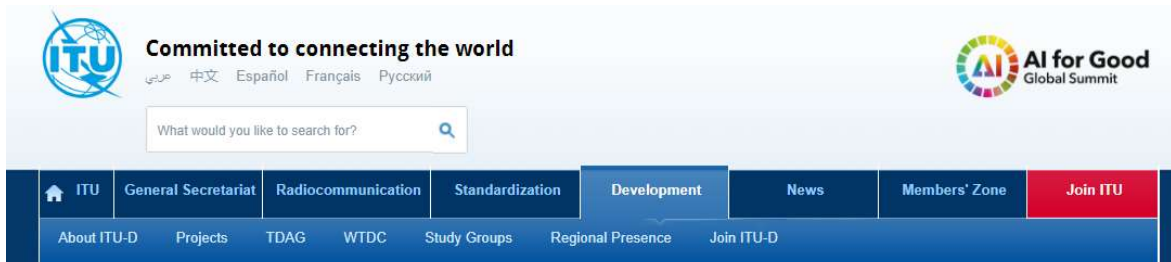 ITU
Committed to connecting the world
عربي 中文 Español Français Русский
AI
AI for Good
Global Summit
What would you like to search for?
ITU General Secretariat Radiocommunication Standardization Development News Members' Zone Join ITU
About ITU-D Projects TDAG WTDC Study Groups Regional Presence Join ITU-D